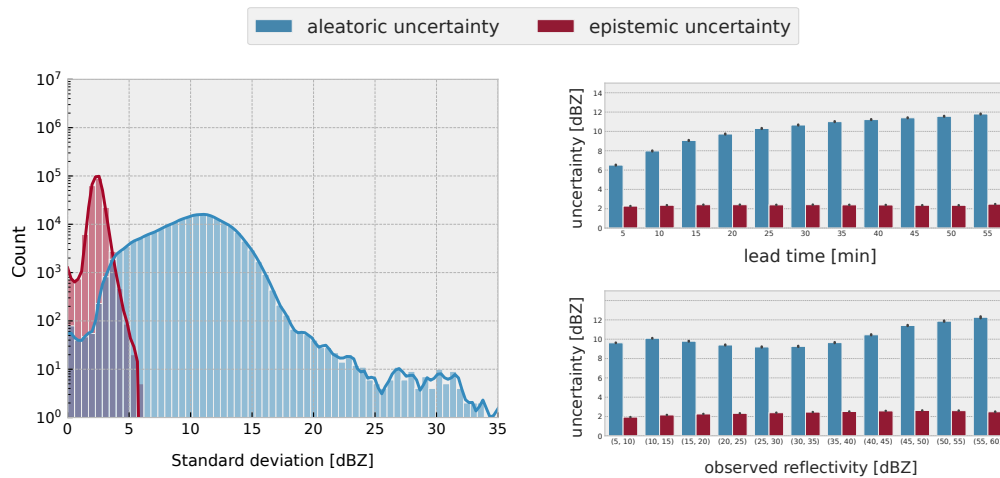 aleatoric uncertainty epistemic uncertainty
10^7
10^6
10^5
10^4
10^3
10^2
10^1
10^0
Count
0 5 10 15 20 25 30 35
Standard deviation [dBZ]
14
12
10
8
6
4
2
0
uncertainty [dBZ]
5 10 15 20 25 30 35 40 45 50 55
lead time [min]
12
10
8
6
4
2
0
uncertainty [dBZ]
(5, 10) (10, 15) (15, 20) (20, 25) (25, 30) (30, 35) (35, 40) (40, 45) (45, 50) (50, 55) (55, 60
observed reflectivity [dBZ]